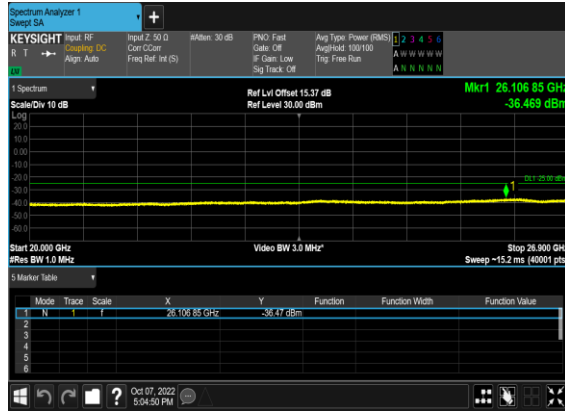 Spectrum Analyzer 1
Swept SA
+
KEYSIGHT Input: RF Input Z: 50 Ω #Atten: 30 dB PNO: Fast Avg Type: Power (RMS) 1 2 3 4 5 6
R T Coupling: DC Corr CCorr Gate: Off Avg|Hold: 100/100 A W W W W W
Align: Auto Freq Ref: Int (S) IF Gain: Low Trig: Free Run
Sig Track: Off A N N N N N
1 Spectrum Ref Lvl Offset 15.37 dB Mkr1 26.106 85 GHz
Scale/Div 10 dB Ref Level 30.00 dBm -36.469 dBm
Log
20.0
10.0
0.00
-10.0
-20.0
DL1 -25.00 dBm
-30.0 1
-40.0
-50.0
-60.0
Start 20.000 GHz Video BW 3.0 MHz* Stop 26.900 GHz
#Res BW 1.0 MHz Sweep ~15.2 ms (40001 pts)
5 Marker Table
Mode Trace Scale X Y Function Function Width Function Value
1 N 1 f 26.106 85 GHz -36.47 dBm
2
3
4
5
6
? Oct 07, 2022
5:04:50 PM